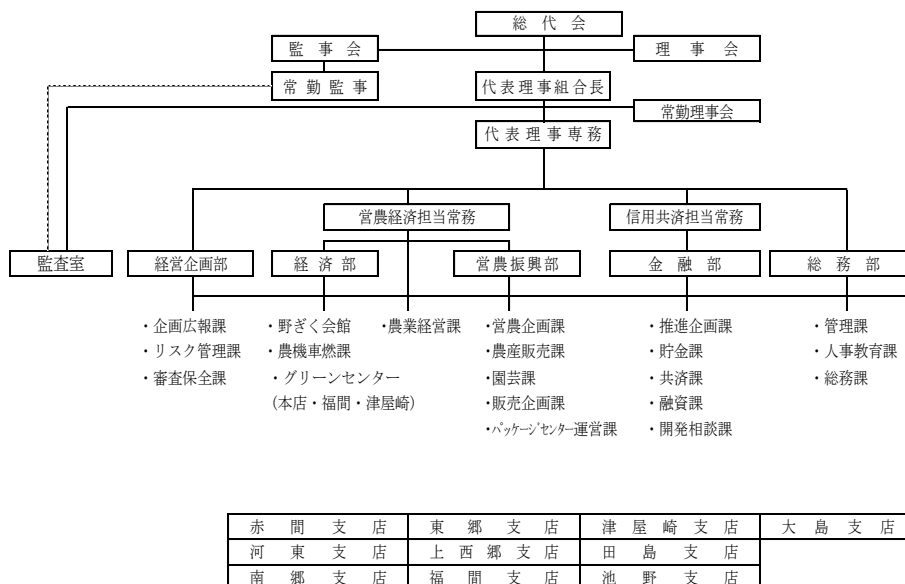 総代会
監事会
理事会
常勤監事
代表理事組合長
常勤理事会
代表理事専務
営農経済担当常務
信用共済担当常務
監査室
経営企画部
経済部
営農振興部
金融部
総務部
・企画広報課
・リスク管理課
・審査保全課
・野ぎく会館
・農機車燃課
・グリーンセンター
(本店・福間・津屋崎)
・農業経営課
・営農企画課
・農産販売課
・園芸課
・販売企画課
・パッケージセンター運営課
・推進企画課
・貯金課
・共済課
・融資課
・開発相談課
・管理課
・人事教育課
・総務課
赤間支店 東郷支店 津屋崎支店 大島支店
河東支店 上西郷支店 田島支店
南郷支店 福間支店 池野支店